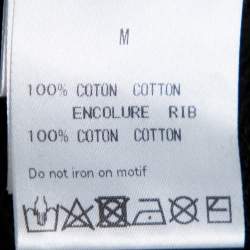 M
100% COTON COTTON
ENCOLURE RIB
100% COTON COTTON
Do not iron on motif